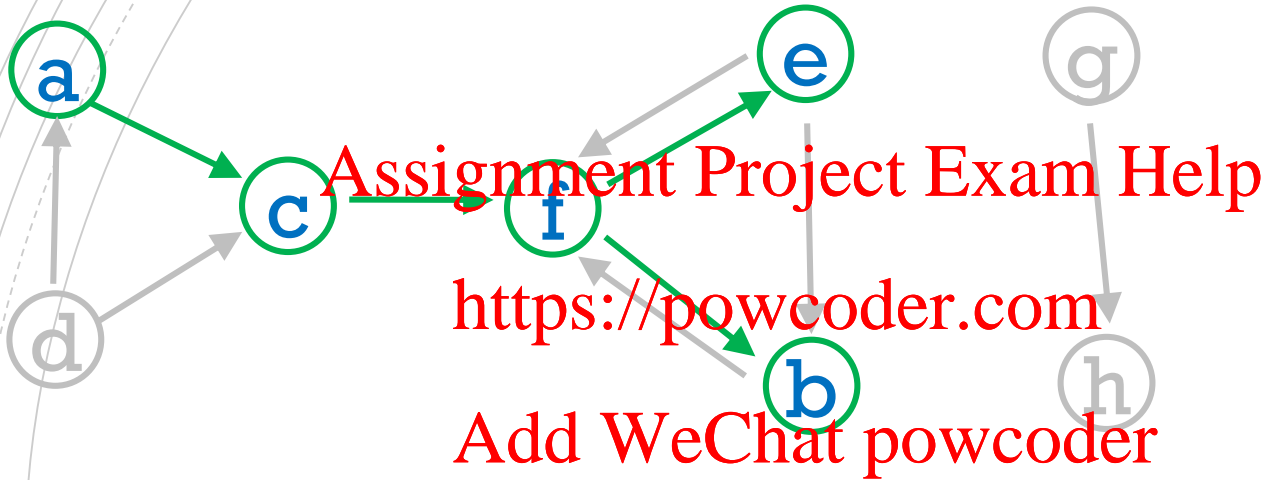 a
e
g
c
f
Assignment Project Exam Help
https://powcoder.com
d
b
h
Add WeChat powcoder